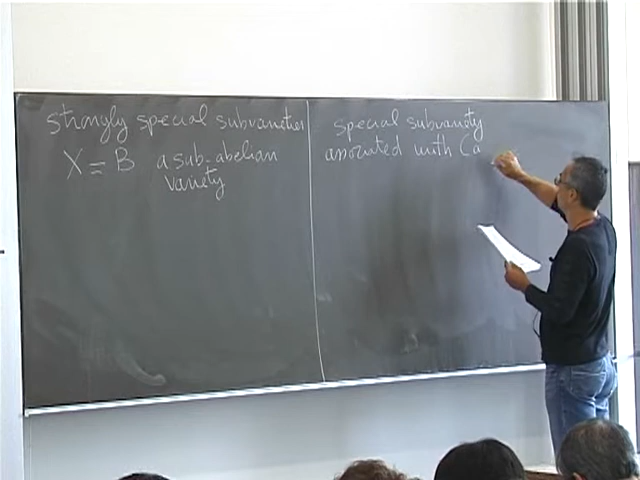 strongly special subvarieties
X = B a sub-abelian
variety
special subvariety
associated with Ca